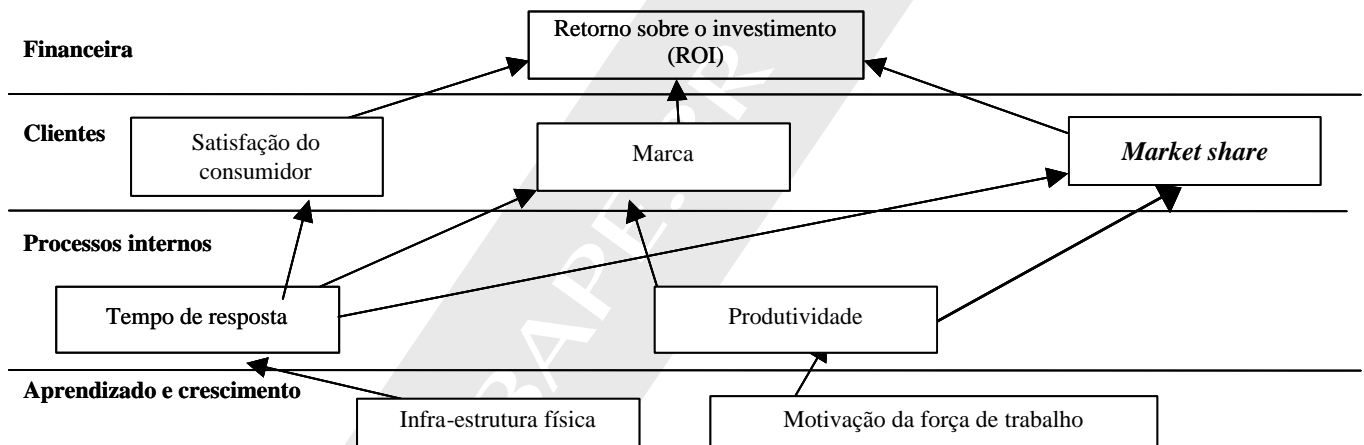 Retorno sobre o investimento
(ROI)
Financeira
Clientes
Satisfação do
consumidor
Marca
Market share
Processos internos
Tempo de resposta
Produtividade
Aprendizado e crescimento
Infra-estrutura física
Motivação da força de trabalho